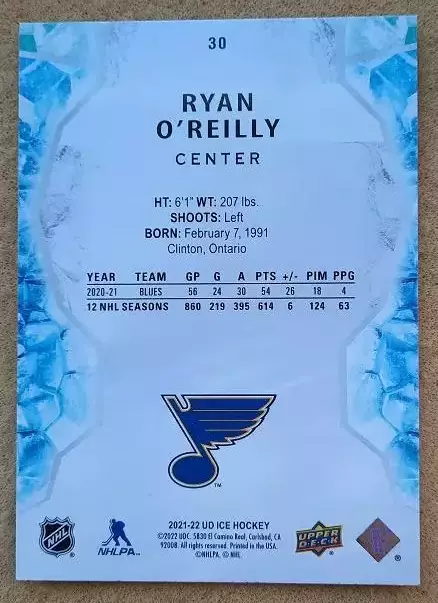 30
RYAN
O'REILLY
CENTER
HT: 6'1" WT: 207 lbs.
SHOOTS: Left
BORN: February 7, 1991
Clinton, Ontario
YEAR TEAM GP G A PTS +/- PIM PPG
2020-21 BLUES 56 24 30 54 26 18 4
12 NHL SEASONS 860 219 395 614 6 124 63
™
2021-22 UD ICE HOCKEY
©2022 UDC. 5830 El Camino Real, Carlsbad, CA
92008. All rights reserved. Printed in the USA.
©NHLPA. © NHL.
NHL
NHLPA
UPPER
DECK